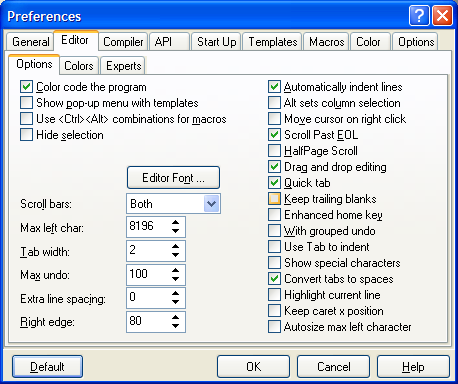 Preferences
General Editor Compiler API Start Up Templates Macros Color Options
Options Colors Experts
Color code the program
Show pop-up menu with templates
Use <Ctrl><Alt> combinations for macros
Hide selection
Editor Font ...
Scroll bars: Both
Max left char: 8196
Tab width: 2
Max undo: 100
Extra line spacing: 0
Right edge: 80
Automatically indent lines
Alt sets column selection
Move cursor on right click
Scroll Past EOL
HalfPage Scroll
Drag and drop editing
Quick tab
Keep trailing blanks
Enhanced home key
With grouped undo
Use Tab to indent
Show special characters
Convert tabs to spaces
Highlight current line
Keep caret x position
Autosize max left character
Default OK Cancel Help